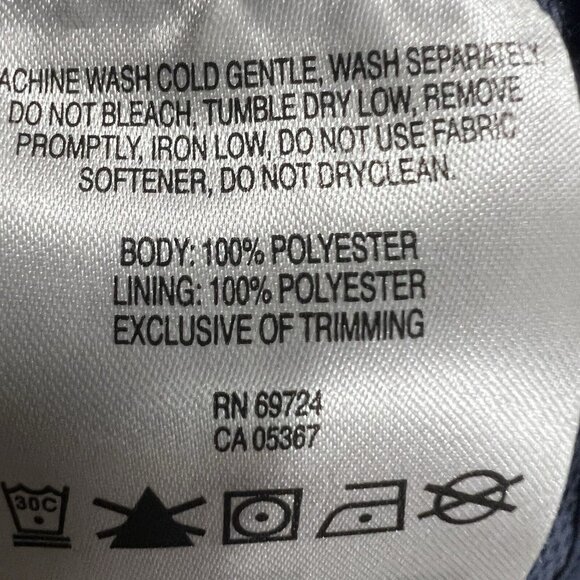 ACHINE WASH COLD GENTLE, WASH SEPARATELY,
DO NOT BLEACH, TUMBLE DRY LOW, REMOVE
PROMPTLY, IRON LOW, DO NOT USE FABRIC
SOFTENER, DO NOT DRYCLEAN.
BODY: 100% POLYESTER
LINING: 100% POLYESTER
EXCLUSIVE OF TRIMMING
RN 69724
CA 05367
30C